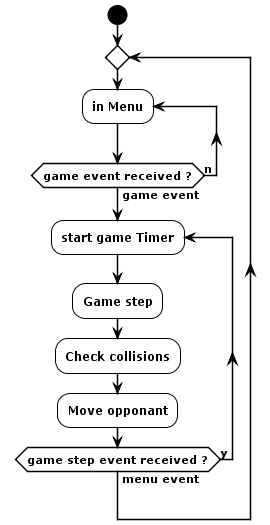 in Menu
game event received ?
n
game event
start game Timer
Game step
Check collisions
Move opponant
game step event received ?
y
menu event